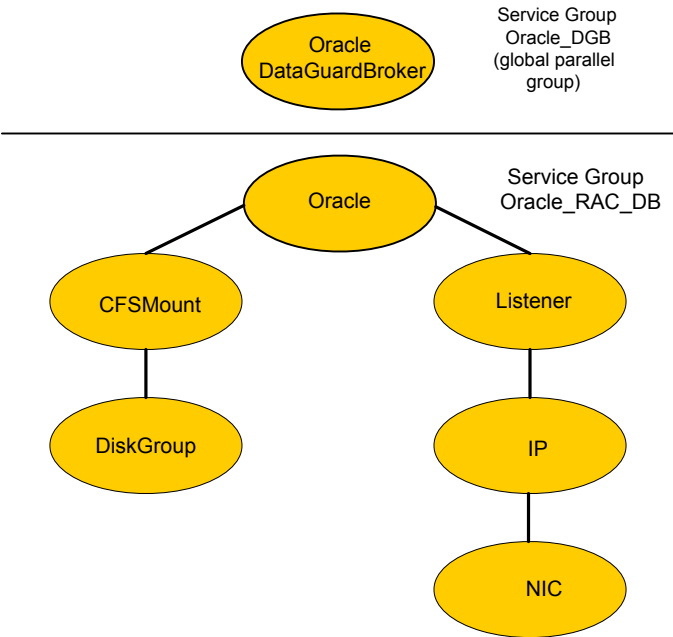 Oracle
DataGuardBroker
Service Group
Oracle_DGB
(global parallel
group)
Oracle
Service Group
Oracle_RAC_DB
CFSMount
Listener
DiskGroup
IP
NIC